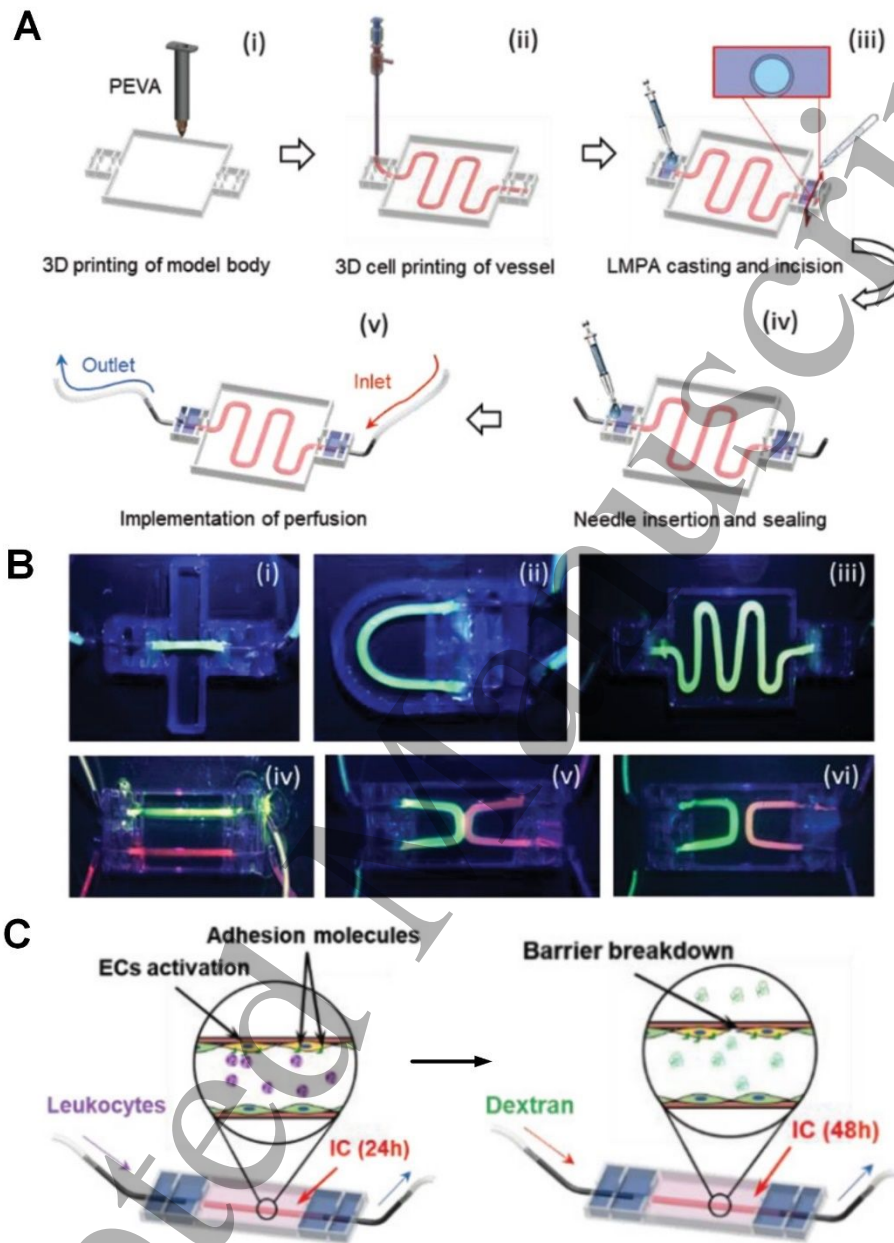 A
(i)
(ii)
(iii)
PEVA
3D printing of model body
3D cell printing of vessel
LMPA casting and incision
(v)
(iv)
Outlet
Inlet
Implementation of perfusion
Needle insertion and sealing
B
(i)
(ii)
(iii)
(iv)
(v)
(vi)
C
Adhesion molecules
ECs activation
Barrier breakdown
Leukocytes
IC (24h)
Dextran
IC (48h)
ted Manuscri